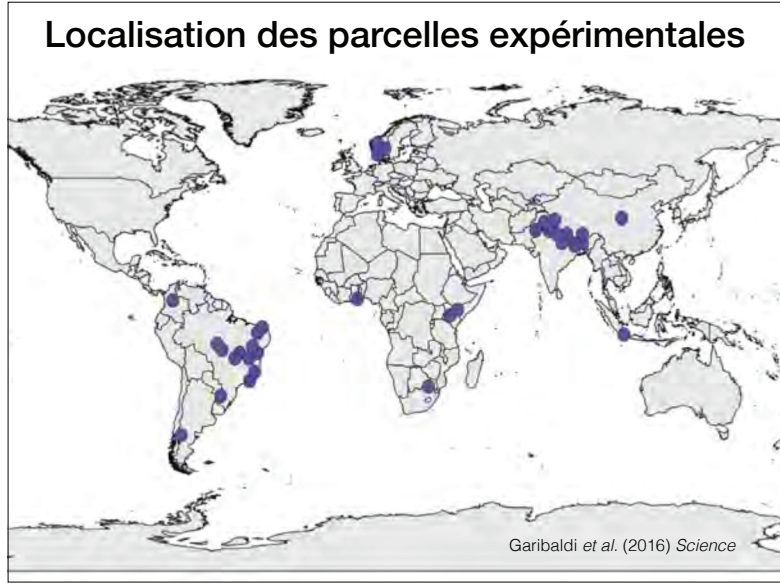 Localisation des parcelles expérimentales
Garibaldi et al. (2016) Science